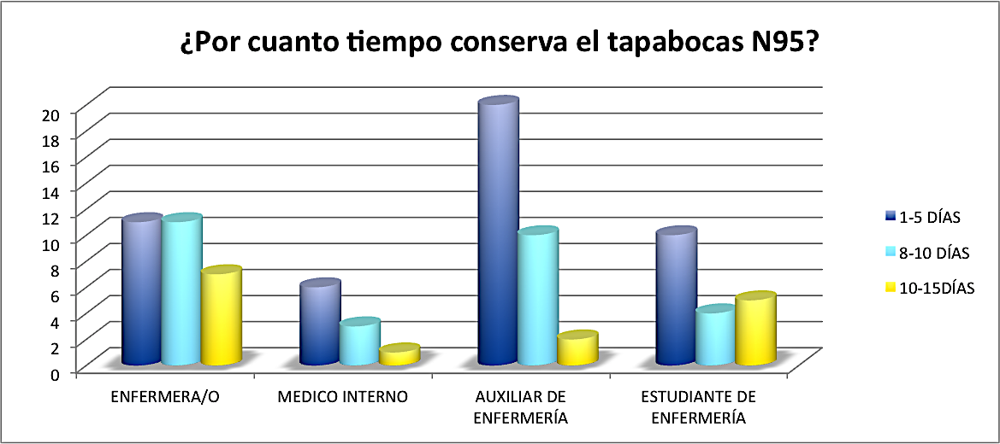 ¿Por cuanto tiempo conserva el tapabocas N95?
20
18
16
14
12
10
8
6
4
2
0
ENFERMERA/O
MEDICO INTERNO
AUXILIAR DE
ENFERMERÍA
ESTUDIANTE DE
ENFERMERÍA
1-5 DÍAS
8-10 DÍAS
10-15DÍAS